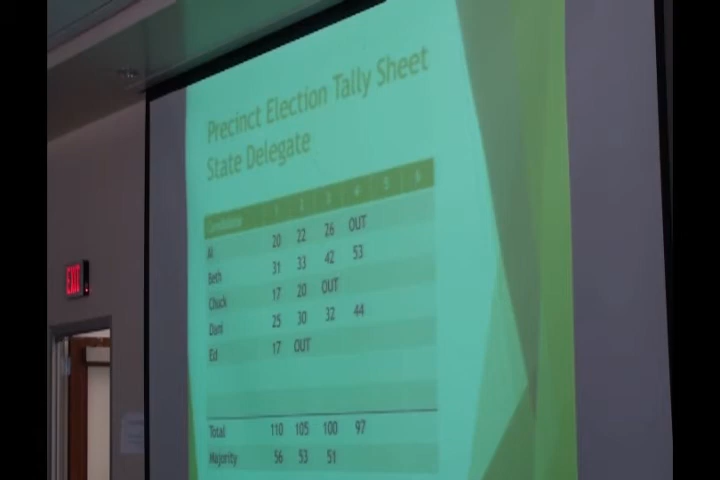 Precinct Election Tally Sheet
State Delegate
Candidate 1 2 3 4 5 6
Al 20 22 26 OUT
Beth 31 33 42 53
Chuck 17 20 OUT
Dani 25 30 32 44
Ed 17 OUT
Total 110 105 100 97
Majority 56 53 51
EXIT